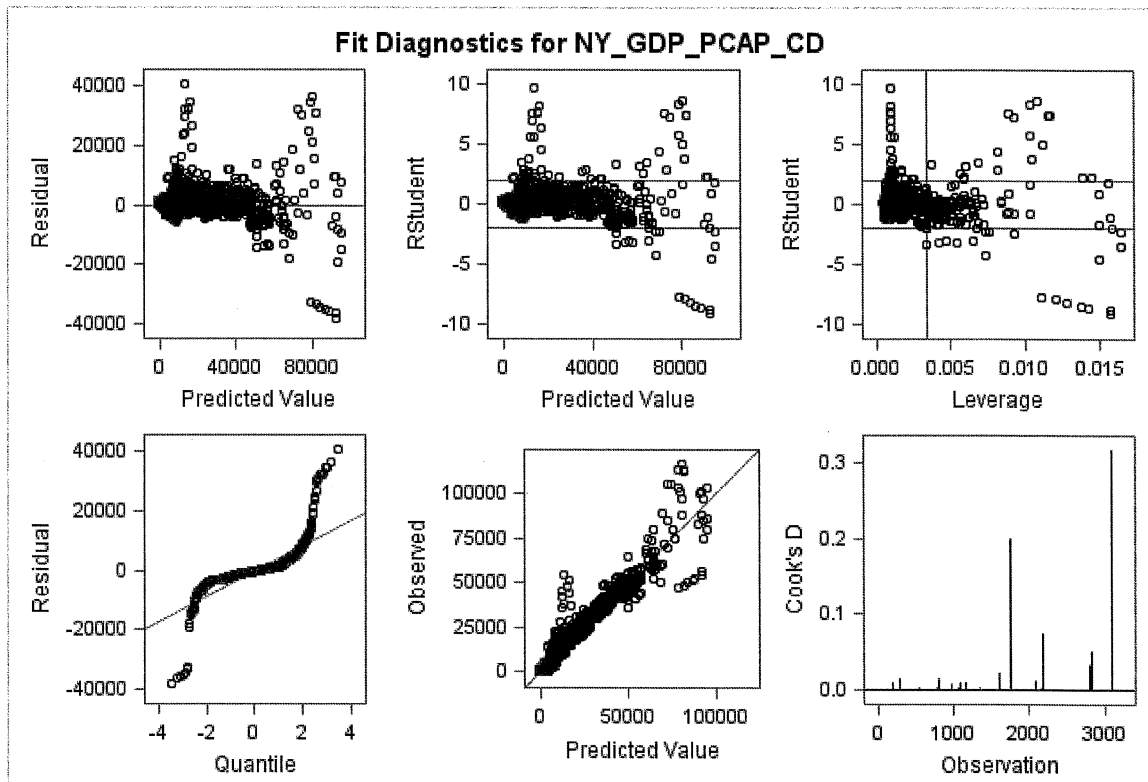 Fit Diagnostics for NY_GDP_PCAP_CD
40000
20000
0
-20000
-40000
Residual
0 40000 80000
Predicted Value
10
5
0
-5
-10
RStudent
0 40000 80000
Predicted Value
10
5
0
-5
-10
RStudent
0.000 0.005 0.010 0.015
Leverage
40000
20000
0
-20000
-40000
Residual
-4 -2 0 2 4
Quantile
100000
75000
50000
25000
0
Observed
0 50000 100000
Predicted Value
0.3
0.2
0.1
0.0
Cook's D
0 1000 2000 3000
Observation